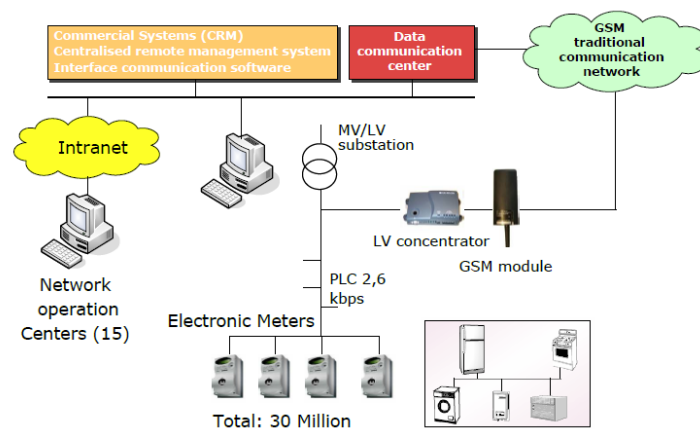 Commercial Systems (CRM)
Centralised remote management system
Interface communication software
Data
communication
center
GSM
traditional
communication
network
Intranet
MV/LV
substation
LV concentrator
GSM module
Network
operation
Centers (15)
PLC 2,6
kbps
Electronic Meters
Total: 30 Million